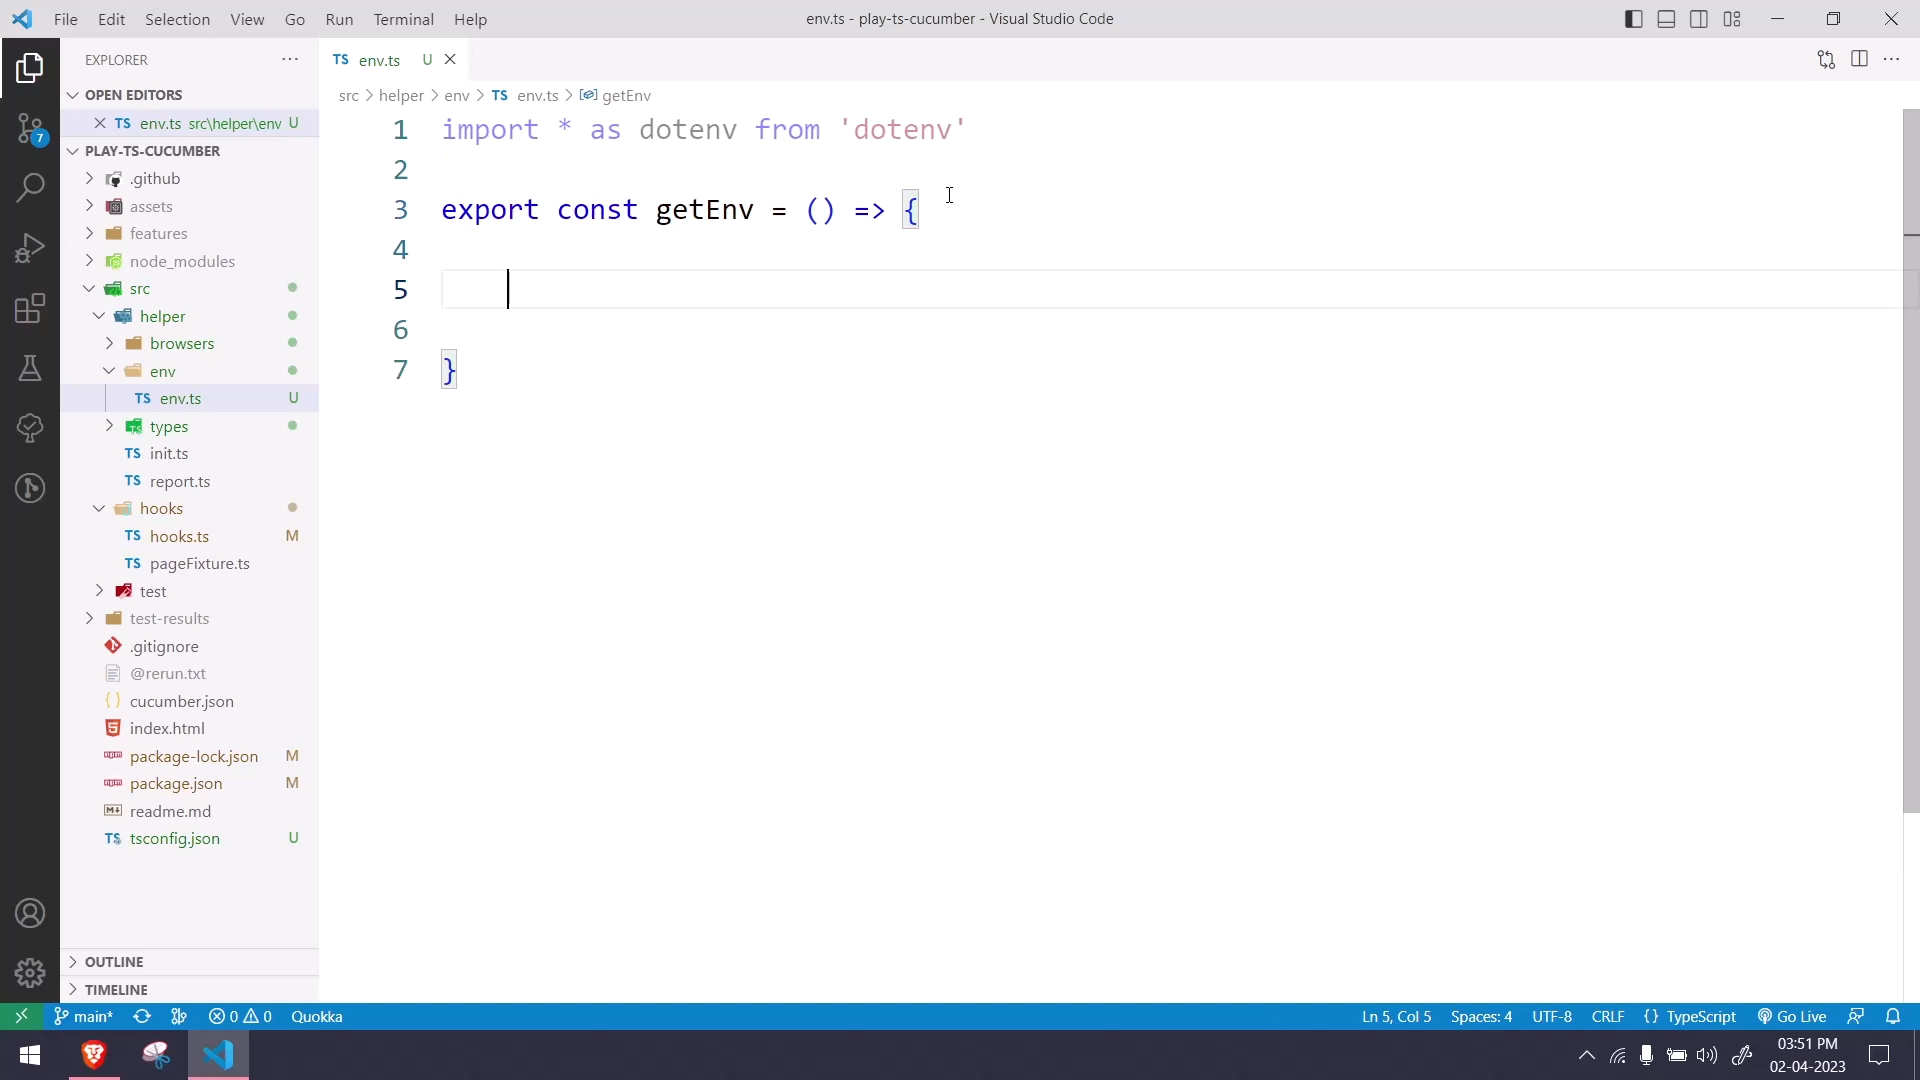 File Edit Selection View Go Run Terminal Help
env.ts - play-ts-cucumber - Visual Studio Code
EXPLORER
OPEN EDITORS
TS env.ts src\helper\env U
PLAY-TS-CUCUMBER
.github
assets
features
node_modules
src
helper
browsers
env
TS env.ts U
types
TS init.ts
TS report.ts
hooks
TS hooks.ts M
TS pageFixture.ts
test
test-results
.gitignore
@rerun.txt
cucumber.json
index.html
package-lock.json M
package.json M
readme.md
TS tsconfig.json U
OUTLINE
TIMELINE
7
TS env.ts U
src > helper > env > TS env.ts > getEnv
1 import * as dotenv from 'dotenv'
2
3 export const getEnv = () => {
4
5
6
7 }
main* 0 0 Quokka
Ln 5, Col 5 Spaces: 4 UTF-8 CRLF {} TypeScript Go Live
03:51 PM
02-04-2023